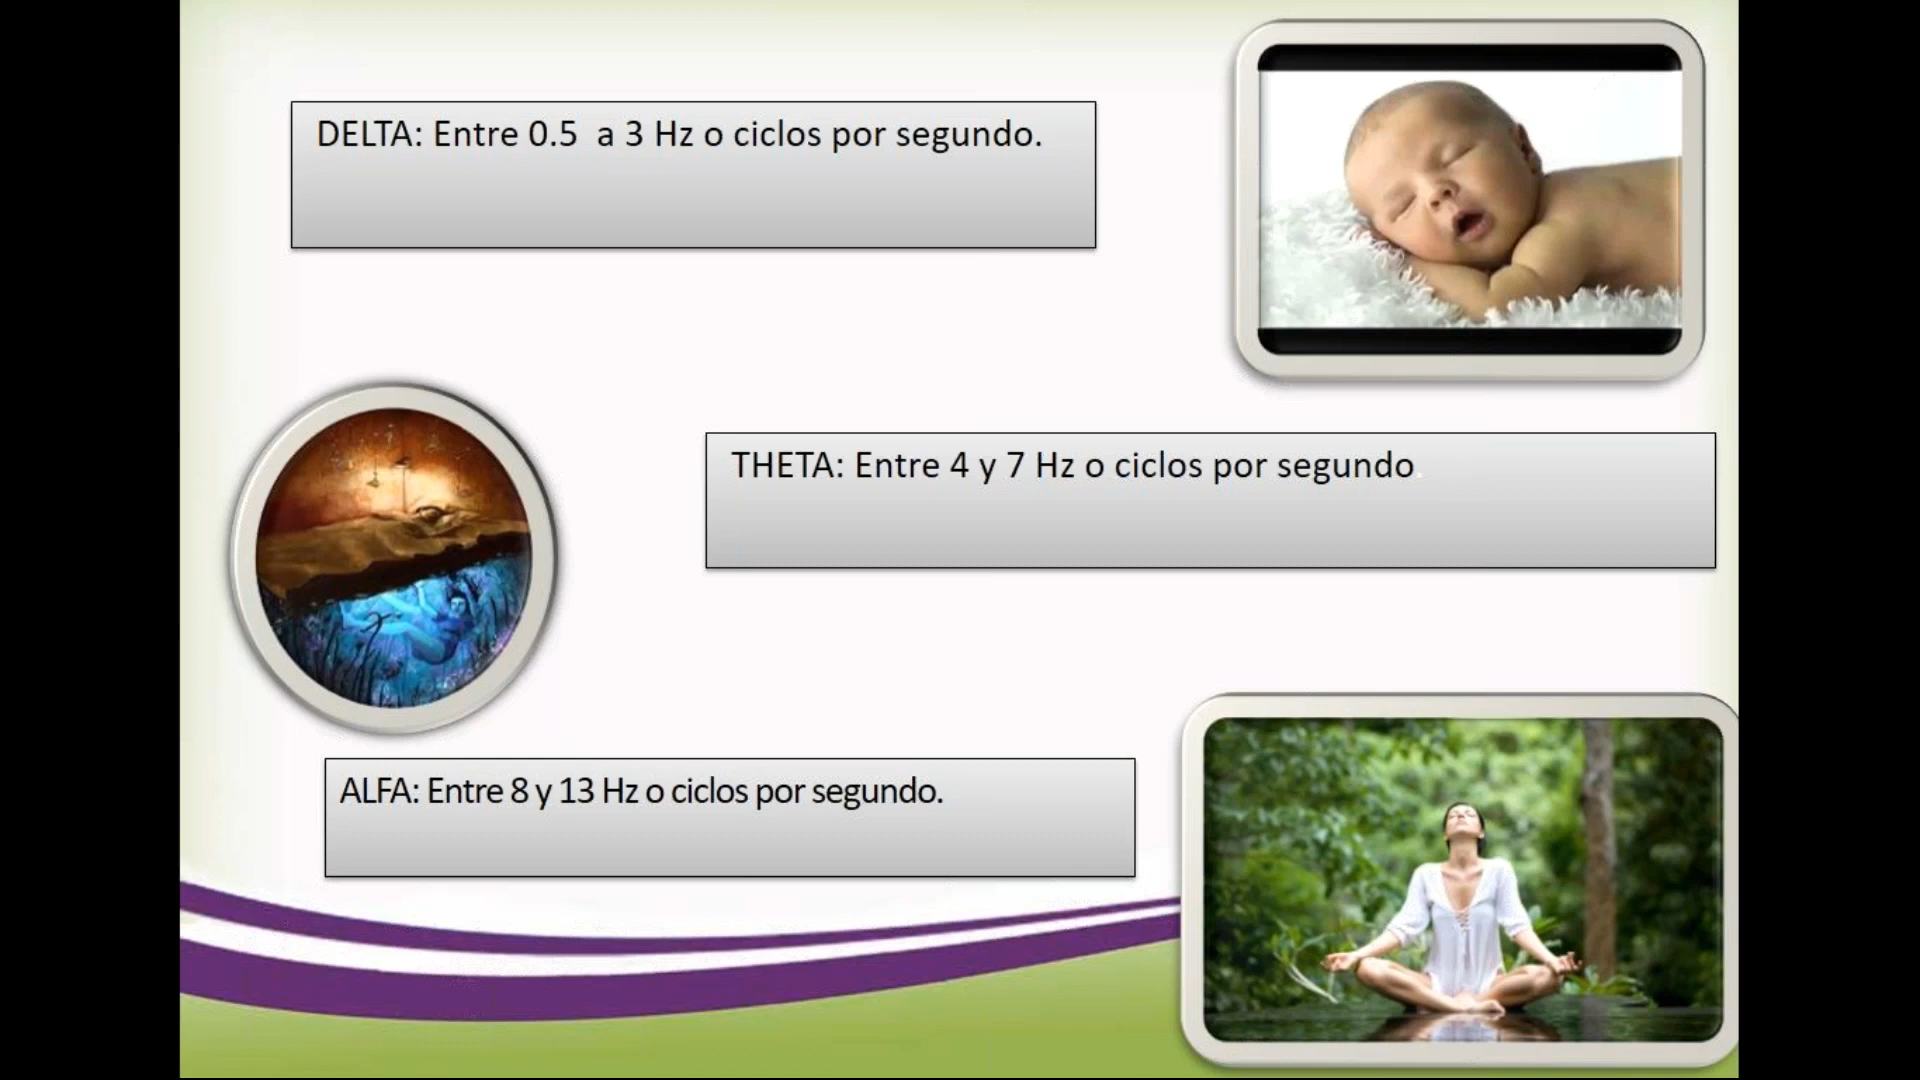 DELTA: Entre 0.5  a 3 Hz o ciclos por segundo.
THETA: Entre 4 y 7 Hz o ciclos por segundo.
ALFA: Entre 8 y 13 Hz o ciclos por segundo.